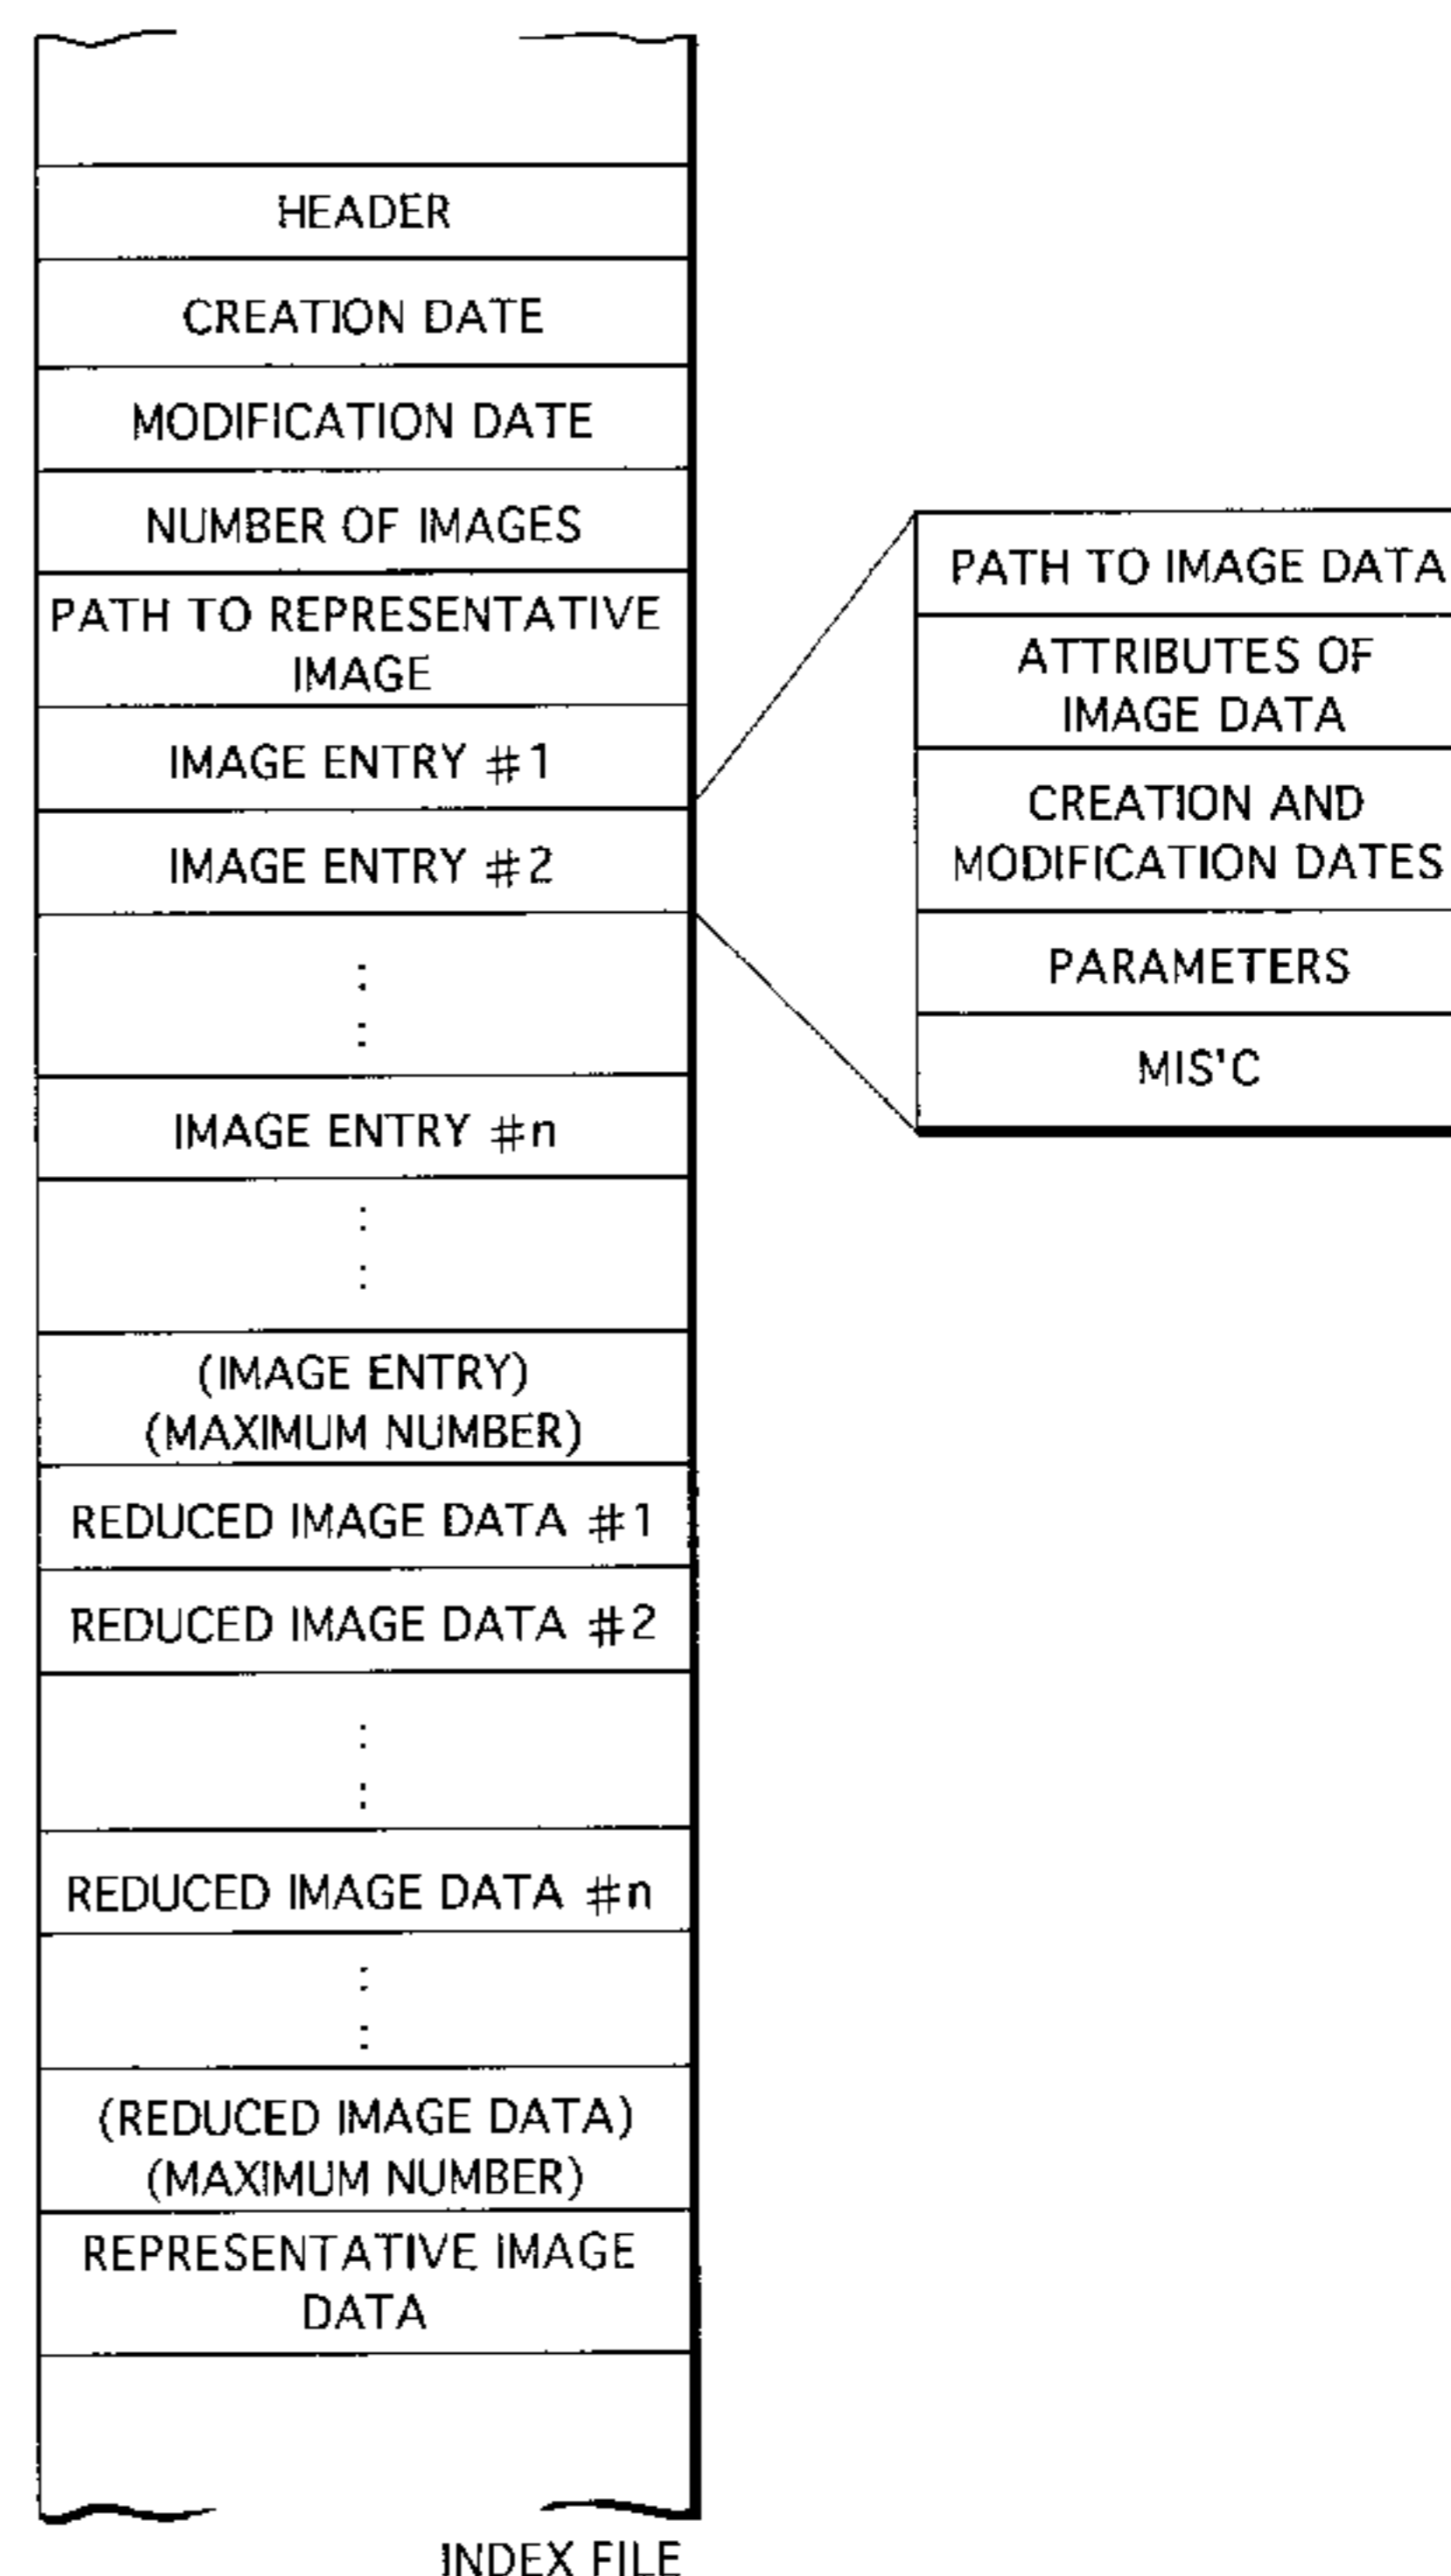 HEADER
CREATION DATE
MODIFICATION DATE
NUMBER OF IMAGES
PATH TO REPRESENTATIVE
IMAGE
IMAGE ENTRY #1
IMAGE ENTRY #2
IMAGE ENTRY #n
(IMAGE ENTRY)
(MAXIMUM NUMBER)
REDUCED IMAGE DATA #1
REDUCED IMAGE DATA #2
REDUCED IMAGE DATA #n
(REDUCED IMAGE DATA)
(MAXIMUM NUMBER)
REPRESENTATIVE IMAGE
DATA
INDEX FILE
PATH TO IMAGE DATA
ATTRIBUTES OF
IMAGE DATA
CREATION AND
MODIFICATION DATES
PARAMETERS
MIS'C